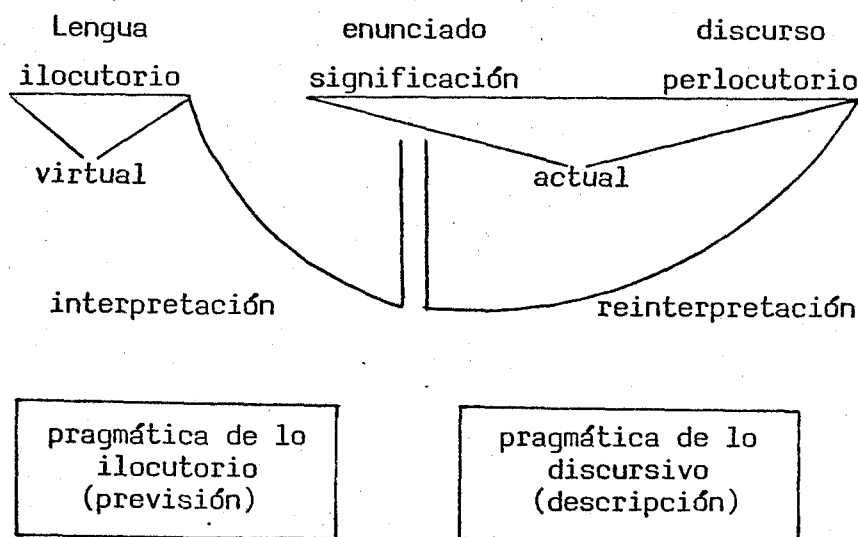 Lengua enunciado discurso
ilocutorio significación perlocutorio
virtual actual
interpretación reinterpretación
pragmática de lo
ilocutorio
(previsión)
pragmática de lo
discursivo
(descripción)